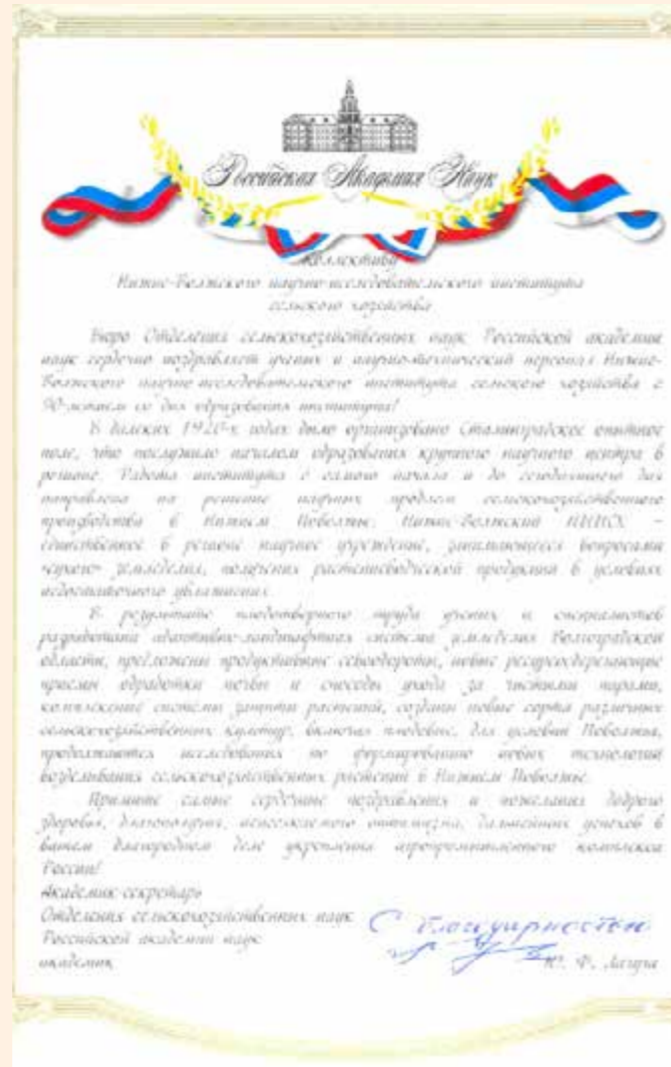 Российская Академия Наук
Коллективу
Нижне-Волжского научно-исследовательского института
сельского хозяйства
Бюро Отделения сельскохозяйственных наук Российской академии
наук сердечно поздравляет ученых и научно-технический персонал Нижне-
Волжского научно-исследовательского института сельского хозяйства с
90-летием со дня образования института!
В далеких 1920-х годах было организовано Сталинградское опытное
поле, что послужило началом образования крупного научного центра в
регионе. Работа института с самого начала и до сегодняшнего дня
направлена на решение научных проблем сельскохозяйственного
производства в Нижнем Поволжье. Нижне-Волжский НИИСХ –
единственное в регионе научное учреждение, занимающееся вопросами
«сухого» земледелия, получения растениеводческой продукции в условиях
недостаточного увлажнения.
В результате плодотворного труда ученых и специалистов
разработана адаптивно-ландшафтная система земледелия Волгоградской
области, предложены продуктивные севообороты, новые ресурсосберегающие
приемы обработки почвы и способы ухода за чистыми парами,
комплексные системы защиты растений, созданы новые сорта различных
сельскохозяйственных культур, включая плодовые, для условий Поволжья,
продолжаются исследования по формированию новых технологий
возделывания сельскохозяйственных растений в Нижнем Поволжье.
Примите самые сердечные поздравления и пожелания доброго
здоровья, благополучия, неиссякаемого оптимизма, дальнейших успехов в
вашем благородном деле укрепления агропромышленного комплекса
России!
Академик-секретарь
Отделения сельскохозяйственных наук
Российской академии наук
академик
С благодарностью
Ю. Ф. Лачуга